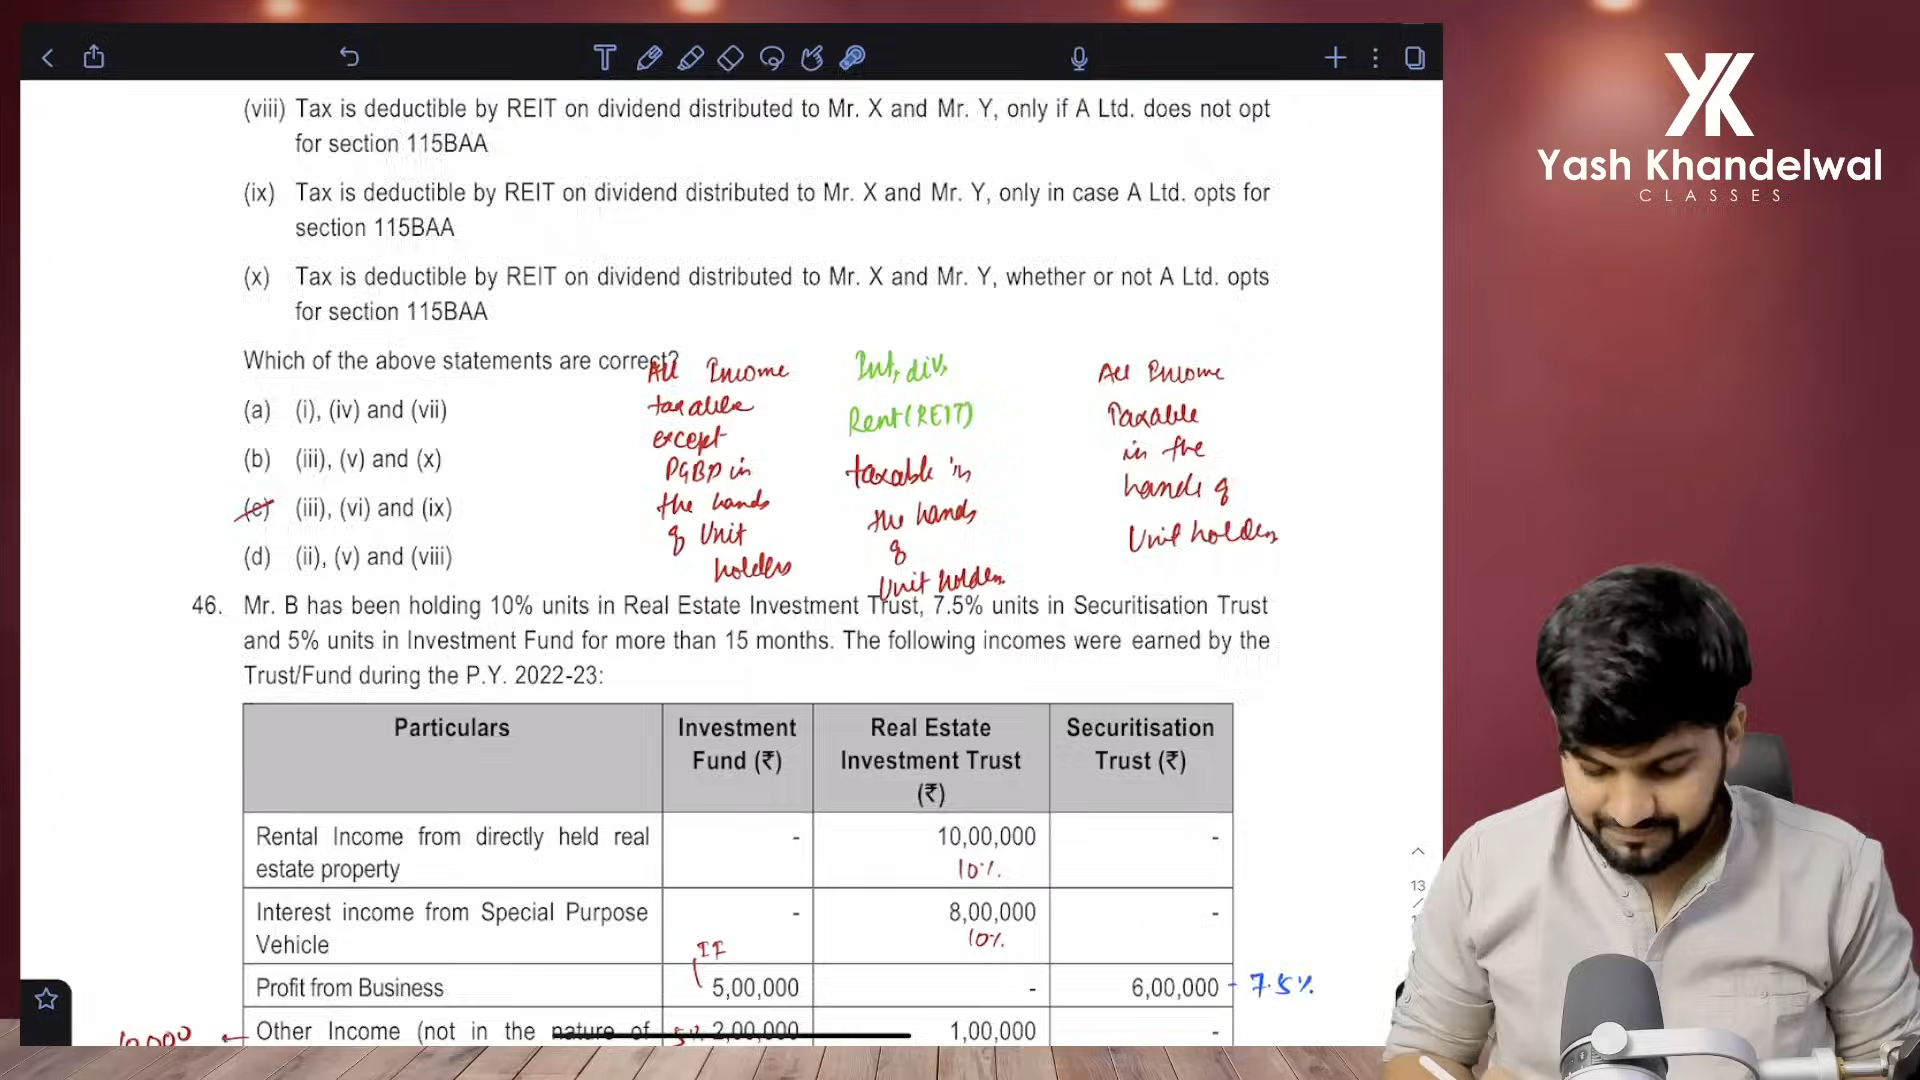 (viii) Tax is deductible by REIT on dividend distributed to Mr. X and Mr. Y, only if A Ltd. does not opt
for section 115BAA
(ix) Tax is deductible by REIT on dividend distributed to Mr. X and Mr. Y, only in case A Ltd. opts for
section 115BAA
(x) Tax is deductible by REIT on dividend distributed to Mr. X and Mr. Y, whether or not A Ltd. opts
for section 115BAA
Which of the above statements are correct?
(a) (i), (iv) and (vii)
(b) (iii), (v) and (x)
(c) (iii), (vi) and (ix)
(d) (ii), (v) and (viii)
All Income
taxable
except
PGBP in
the hands
of Unit
holders
Int, div,
Rent (REIT)
taxable in
the hands
of
Unit holders
All Income
Taxable
in the
hands of
Unit holders
46. Mr. B has been holding 10% units in Real Estate Investment Trust, 7.5% units in Securitisation Trust
and 5% units in Investment Fund for more than 15 months. The following incomes were earned by the
Trust/Fund during the P.Y. 2022-23:
Particulars
Investment
Fund (₹)
Real Estate
Investment Trust
(₹)
Securitisation
Trust (₹)
Rental Income from directly held real
estate property
-
10,00,000
10%
-
Interest income from Special Purpose
Vehicle
-
8,00,000
10%
-
Profit from Business
IF
5,00,000
-
6,00,000 - 7.5%
10,000
Other Income (not in the nature of
5% 2,00,000
1,00,000
-
13
YK
Yash Khandelwal
CLASSES